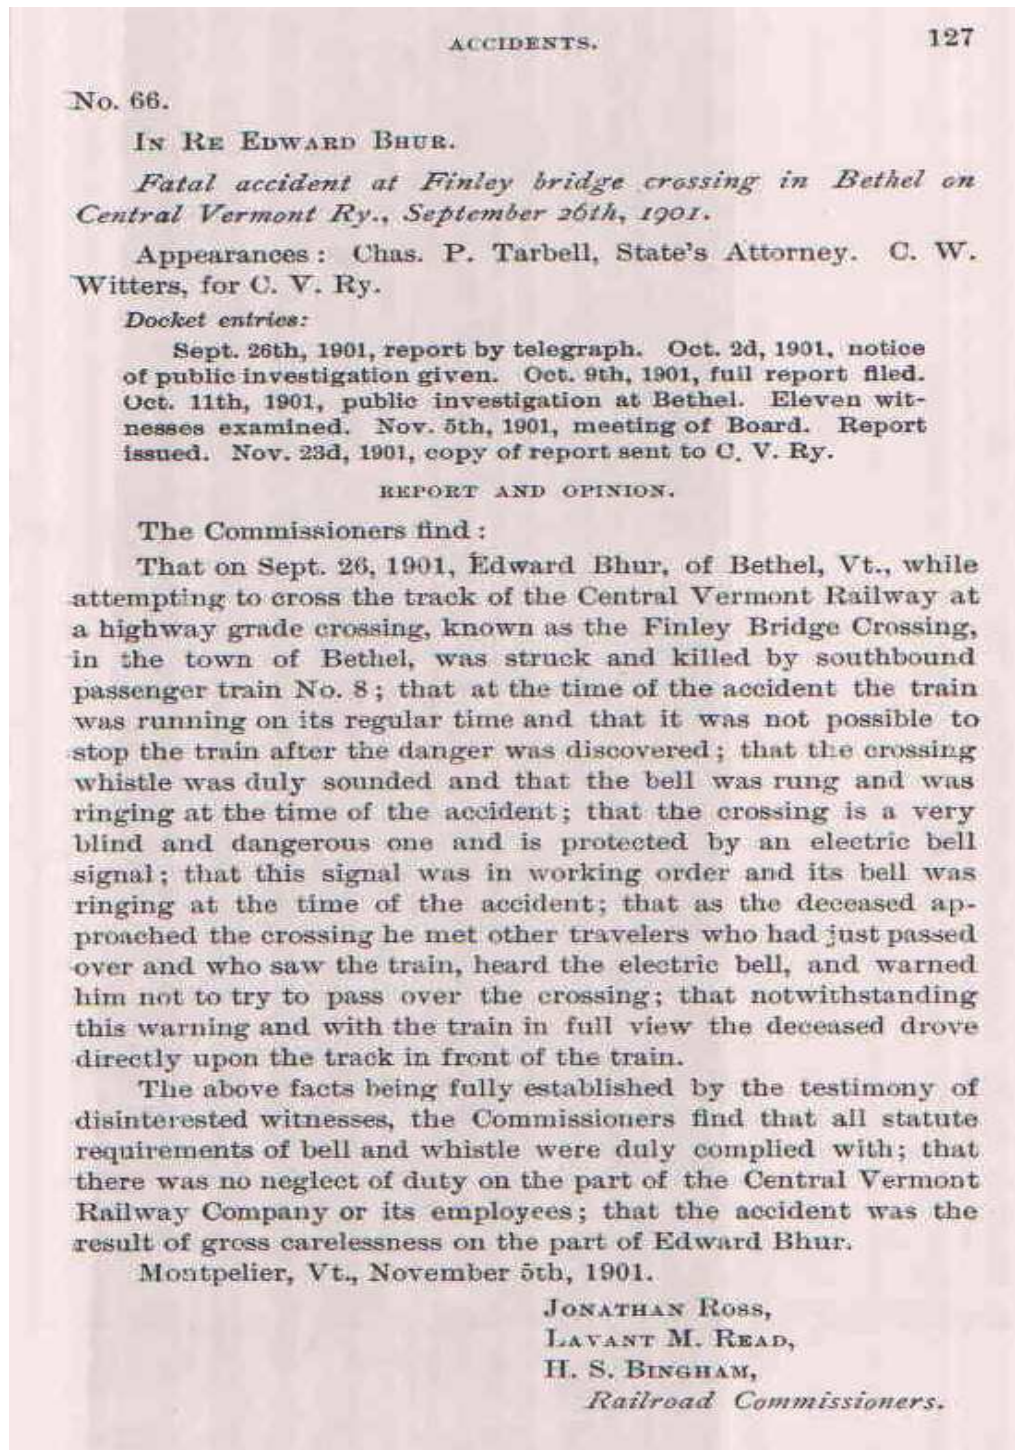 ACCIDENTS. 127
No. 66.
IN RE EDWARD BHUR.
Fatal accident at Finley bridge crossing in Bethel on
Central Vermont Ry., September 26th, 1901.
Appearances: Chas. P. Tarbell, State's Attorney. C. W.
Witters, for C. V. Ry.
Docket entries:
Sept. 26th, 1901, report by telegraph. Oct. 2d, 1901, notice
of public investigation given. Oct. 9th, 1901, full report filed.
Oct. 11th, 1901, public investigation at Bethel. Eleven wit-
nesses examined. Nov. 5th, 1901, meeting of Board. Report
issued. Nov. 23d, 1901, copy of report sent to C. V. Ry.
REPORT AND OPINION.
The Commissioners find:
That on Sept. 26, 1901, Edward Bhur, of Bethel, Vt., while
attempting to cross the track of the Central Vermont Railway at
a highway grade crossing, known as the Finley Bridge Crossing,
in the town of Bethel, was struck and killed by southbound
passenger train No. 8; that at the time of the accident the train
was running on its regular time and that it was not possible to
stop the train after the danger was discovered; that the crossing
whistle was duly sounded and that the bell was rung and was
ringing at the time of the accident; that the crossing is a very
blind and dangerous one and is protected by an electric bell
signal; that this signal was in working order and its bell was
ringing at the time of the accident; that as the deceased ap-
proached the crossing he met other travelers who had just passed
over and who saw the train, heard the electric bell, and warned
him not to try to pass over the crossing; that notwithstanding
this warning and with the train in full view the deceased drove
directly upon the track in front of the train.
The above facts being fully established by the testimony of
disinterested witnesses, the Commissioners find that all statute
requirements of bell and whistle were duly complied with; that
there was no neglect of duty on the part of the Central Vermont
Railway Company or its employees; that the accident was the
result of gross carelessness on the part of Edward Bhur.
Montpelier, Vt., November 5th, 1901.
JONATHAN ROSS,
LAVANT M. READ,
H. S. BINGHAM,
Railroad Commissioners.